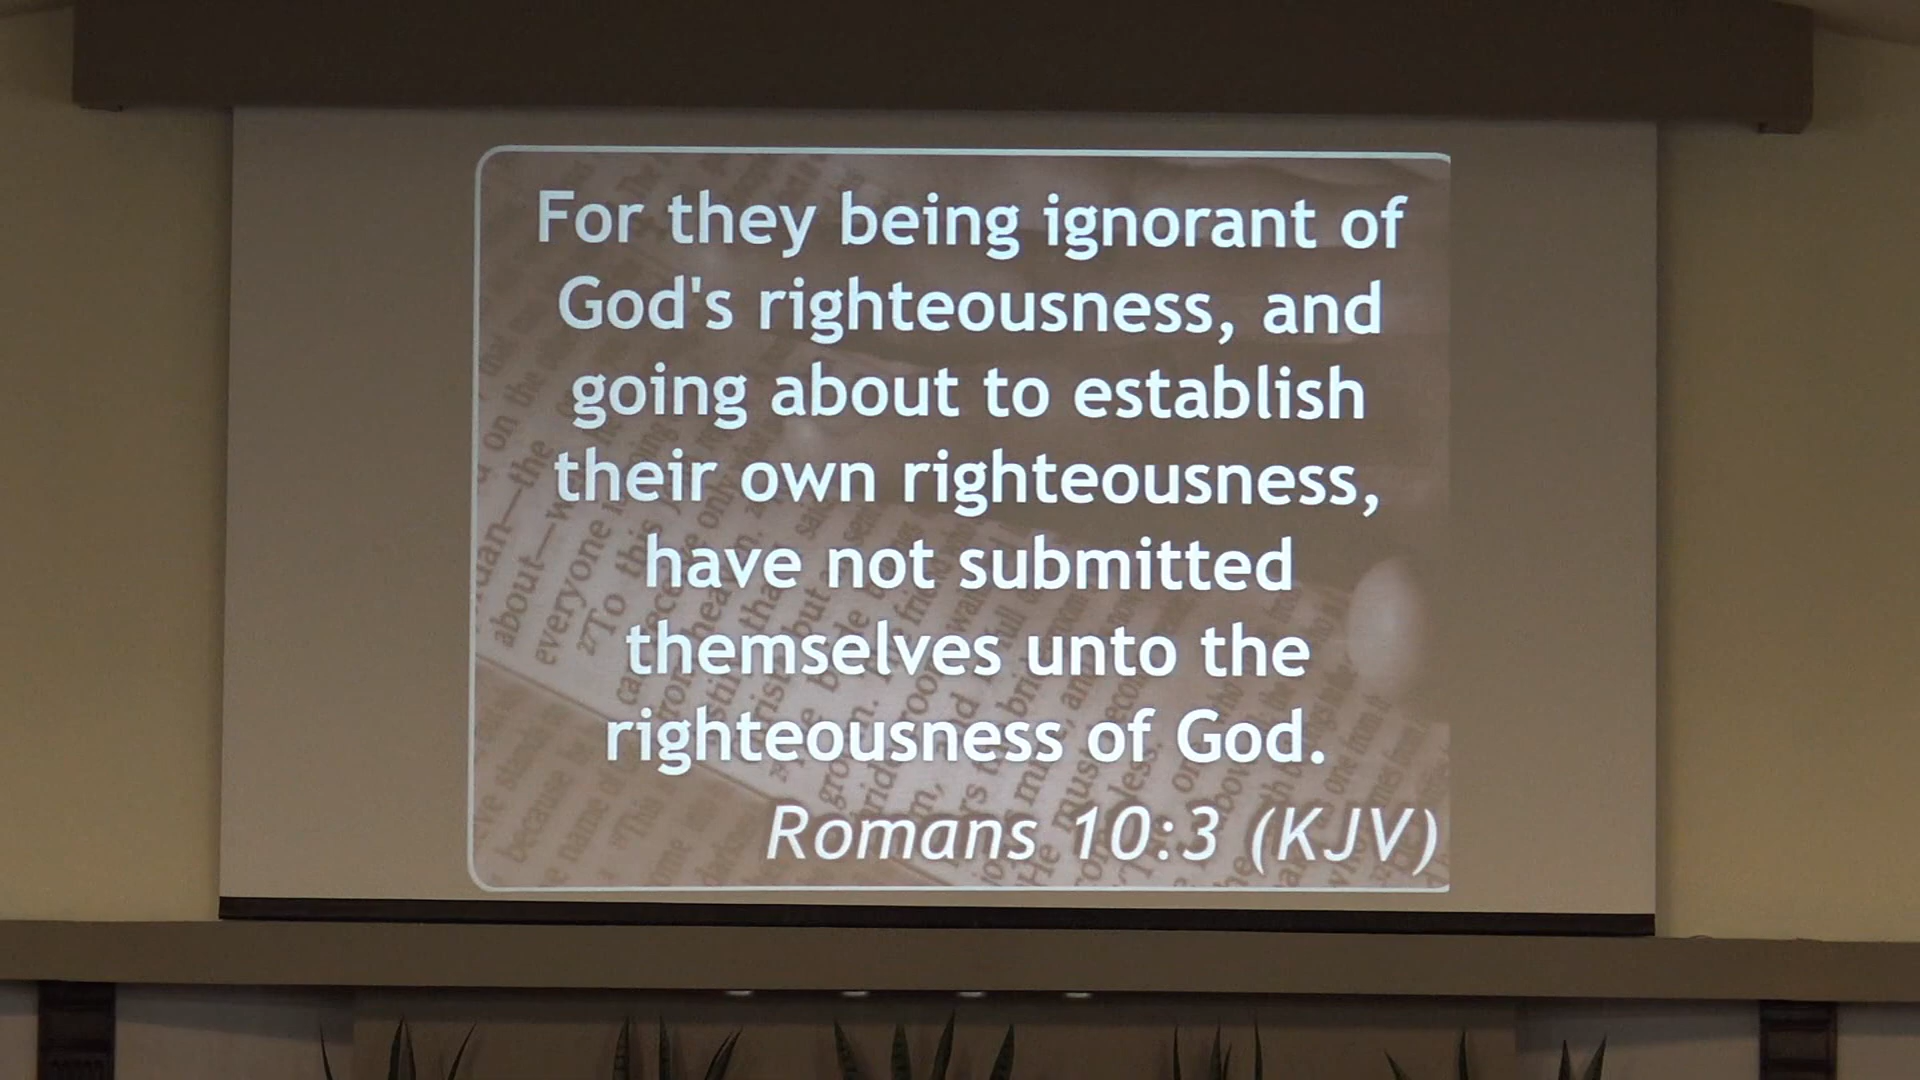 For they being ignorant of
God's righteousness, and
going about to establish
their own righteousness,
have not submitted
themselves unto the
righteousness of God.
Romans 10:3 (KJV)